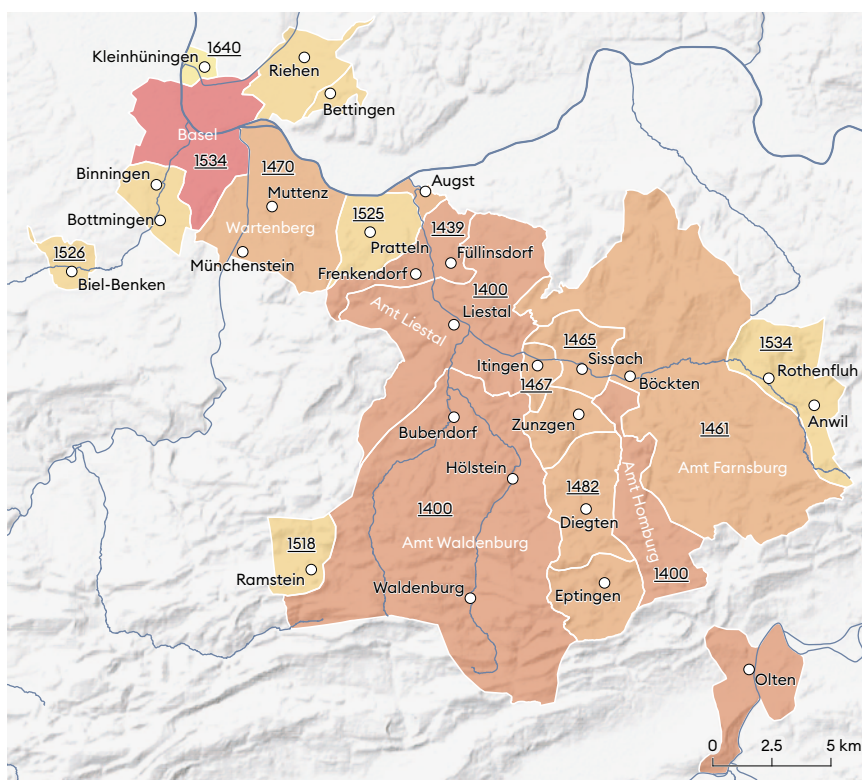 1640
Kleinhüningen
Riehen
Bettingen
Basel
1534
Binningen
1470
Muttenz
Augst
Bottmingen
Wartenberg
1525
Pratteln
1439
1526
Münchenstein
Füllinsdorf
Biel-Benken
Frenkendorf
1400
Amt Liestal
Liestal
1465
1534
Itingen
Sissach
Rothenfluh
1467
Böckten
Bubendorf
Zunzgen
Anwil
1461
Hölstein
Amt Farnsburg
1482
Amt Homburg
1400
Diegten
Amt Waldenburg
1518
Ramstein
1400
Waldenburg
Eptingen
Olten
0 2.5 5 km